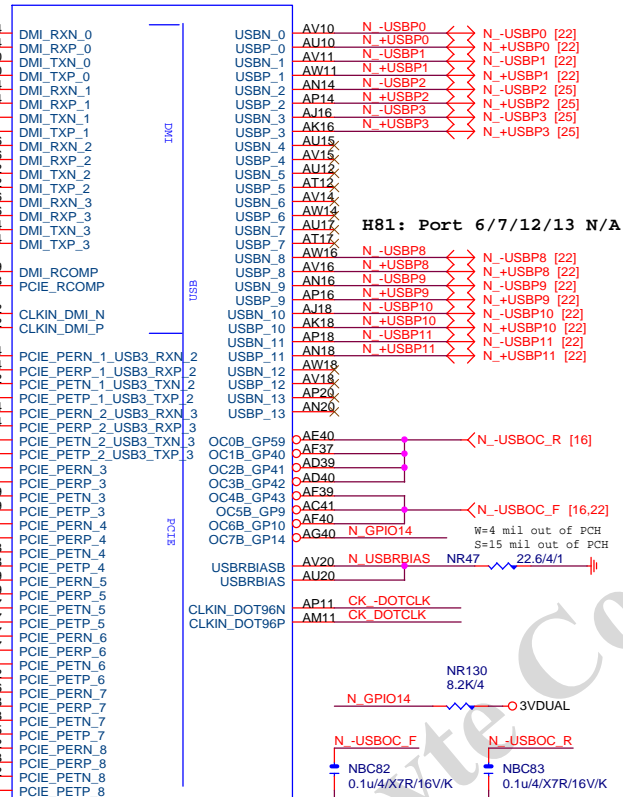 DMI_RXN_0 USBN_0 AV10 N_-USBP0 N_-USBP0 [22]
DMI_RXP_0 USBP_0 AU10 N_+USBP0 N_+USBP0 [22]
DMI_TXN_0 USBN_1 AV11 N_-USBP1 N_-USBP1 [22]
DMI_TXP_0 USBP_1 AW11 N_+USBP1 N_+USBP1 [22]
DMI_RXN_1 USBN_2 AN14 N_-USBP2 N_-USBP2 [25]
DMI_RXP_1 USBP_2 AP14 N_+USBP2 N_+USBP2 [25]
DMI_TXN_1 USBN_3 AJ16 N_-USBP3 N_-USBP3 [25]
DMI_TXP_1 USBP_3 AK16 N_+USBP3 N_+USBP3 [25]
DMI
DMI_RXN_2 USBN_4 AU15
DMI_RXP_2 USBP_4 AV15
DMI_TXN_2 USBN_5 AU12
DMI_TXP_2 USBP_5 AT12
DMI_RXN_3 USBN_6 AV14
DMI_RXP_3 USBP_6 AW14
DMI_TXN_3 USBN_7 AU17
DMI_TXP_3 USBP_7 AT17
H81: Port 6/7/12/13 N/A
USBN_8 AW16 N_-USBP8 N_-USBP8 [22]
DMI_RCOMP USBP_8 AV16 N_+USBP8 N_+USBP8 [22]
PCIE_RCOMP USBN_9 AN16 N_-USBP9 N_-USBP9 [22]
USB
USBP_9 AP16 N_+USBP9 N_+USBP9 [22]
CLKIN_DMI_N USBN_10 AJ18 N_-USBP10 N_-USBP10 [22]
CLKIN_DMI_P USBP_10 AK18 N_+USBP10 N_+USBP10 [22]
USBN_11 AP18 N_-USBP11 N_-USBP11 [22]
PCIE_PERN_1_USB3_RXN_2 USBP_11 AN18 N_+USBP11 N_+USBP11 [22]
PCIE_PERP_1_USB3_RXP_2 USBN_12 AW18
PCIE_PETN_1_USB3_TXN_2 USBP_12 AV18
PCIE_PETP_1_USB3_TXP_2 USBN_13 AP20
PCIE_PERN_2_USB3_RXN_3 USBP_13 AN20
PCIE_PERP_2_USB3_RXP_3
PCIE_PETN_2_USB3_TXN_3 OC0B_GP59 AE40 N_-USBOC_R [16]
PCIE_PETP_2_USB3_TXP_3 OC1B_GP40 AF37
PCIE_PERN_3 OC2B_GP41 AD39
PCIE_PERP_3 OC3B_GP42 AD40
PCIE_PETN_3 OC4B_GP43 AF39
PCIE_PETP_3 OC5B_GP9 AC41 N_-USBOC_F [16,22]
PCIE_PERN_4 OC6B_GP10 AF40
PCIE_PERP_4 OC7B_GP14 AG40 N_GPIO14
PCIE
W=4 mil out of PCH
S=15 mil out of PCH
PCIE_PETN_4
PCIE_PETP_4 USBRBIASB AV20 N_USBRBIAS NR47 22.6/4/1
PCIE_PERN_5 USBRBIAS AU20
PCIE_PERP_5
PCIE_PETN_5 CLKIN_DOT96N AP11 CK_-DOTCLK
PCIE_PETP_5 CLKIN_DOT96P AM11 CK_DOTCLK
PCIE_PERN_6
PCIE_PERP_6
PCIE_PETN_6
PCIE_PETP_6
PCIE_PERN_7
PCIE_PERP_7
PCIE_PETN_7
PCIE_PETP_7
PCIE_PERN_8
PCIE_PERP_8
PCIE_PETN_8
PCIE_PETP_8
NR130
8.2K/4
N_GPIO14 3VDUAL
N_-USBOC_F N_-USBOC_R
NBC82 NBC83
0.1u/4/X7R/16V/K 0.1u/4/X7R/16V/K
yte Co